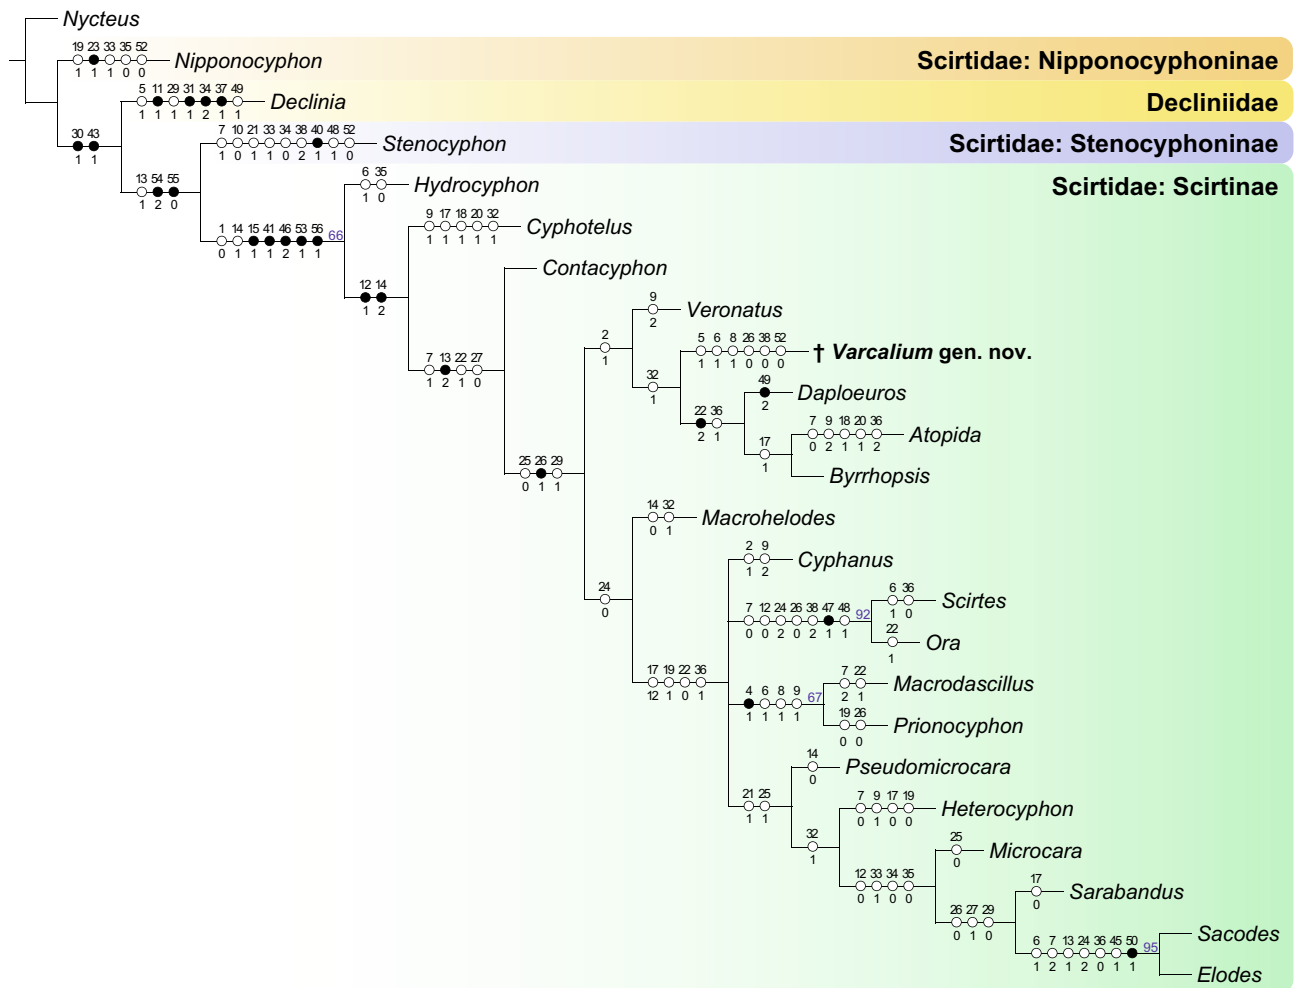 Nycteus
19 23 33 35 52
1 1 1 0 0
Nipponocyphon
Scirtidae: Nipponocyphoninae
5 11 29 31 34 37 49
1 1 1 1 2 1 1
Declinia
Decliniidae
30 43
1 1
7 10 21 33 34 38 40 48 52
1 0 1 1 0 2 1 1 0
Stenocyphon
Scirtidae: Stenocyphoninae
13 54 55
1 2 0
6 35
1 0
Hydrocyphon
Scirtidae: Scirtinae
1 14 15 41 46 53 56
0 1 1 1 2 1 1
66
9 17 18 20 32
1 1 1 1 1
Cyphotelus
Contacyphon
12 14
1 2
9
2
Veronatus
2
1
5 6 8 26 38 52
1 1 1 0 0 0
† Varcalium gen. nov.
7 13 22 27
1 2 1 0
32
1
49
2
Daploeuros
22 36
2 1
7 9 18 20 36
0 2 1 1 2
Atopida
17
1
Byrrhopsis
25 26 29
0 1 1
14 32
0 1
Macrohelodes
2 9
1 2
Cyphanus
24
0
6 36
1 0
Scirtes
7 12 24 26 38 47 48
0 0 2 0 2 1 1
92
22
1
Ora
17 19 22 36
12 1 0 1
7 22
2 1
Macrodascillus
4 6 8 9
1 1 1 1
67
19 26
0 0
Prionocyphon
14
0
Pseudomicrocara
21 25
1 1
7 9 17 19
0 1 0 0
Heterocyphon
32
1
25
0
Microcara
12 33 34 35
0 1 0 0
17
0
Sarabandus
26 27 29
0 1 0
6 7 13 24 36 45 50
1 2 1 2 0 1 1
95
Sacodes
Elodes